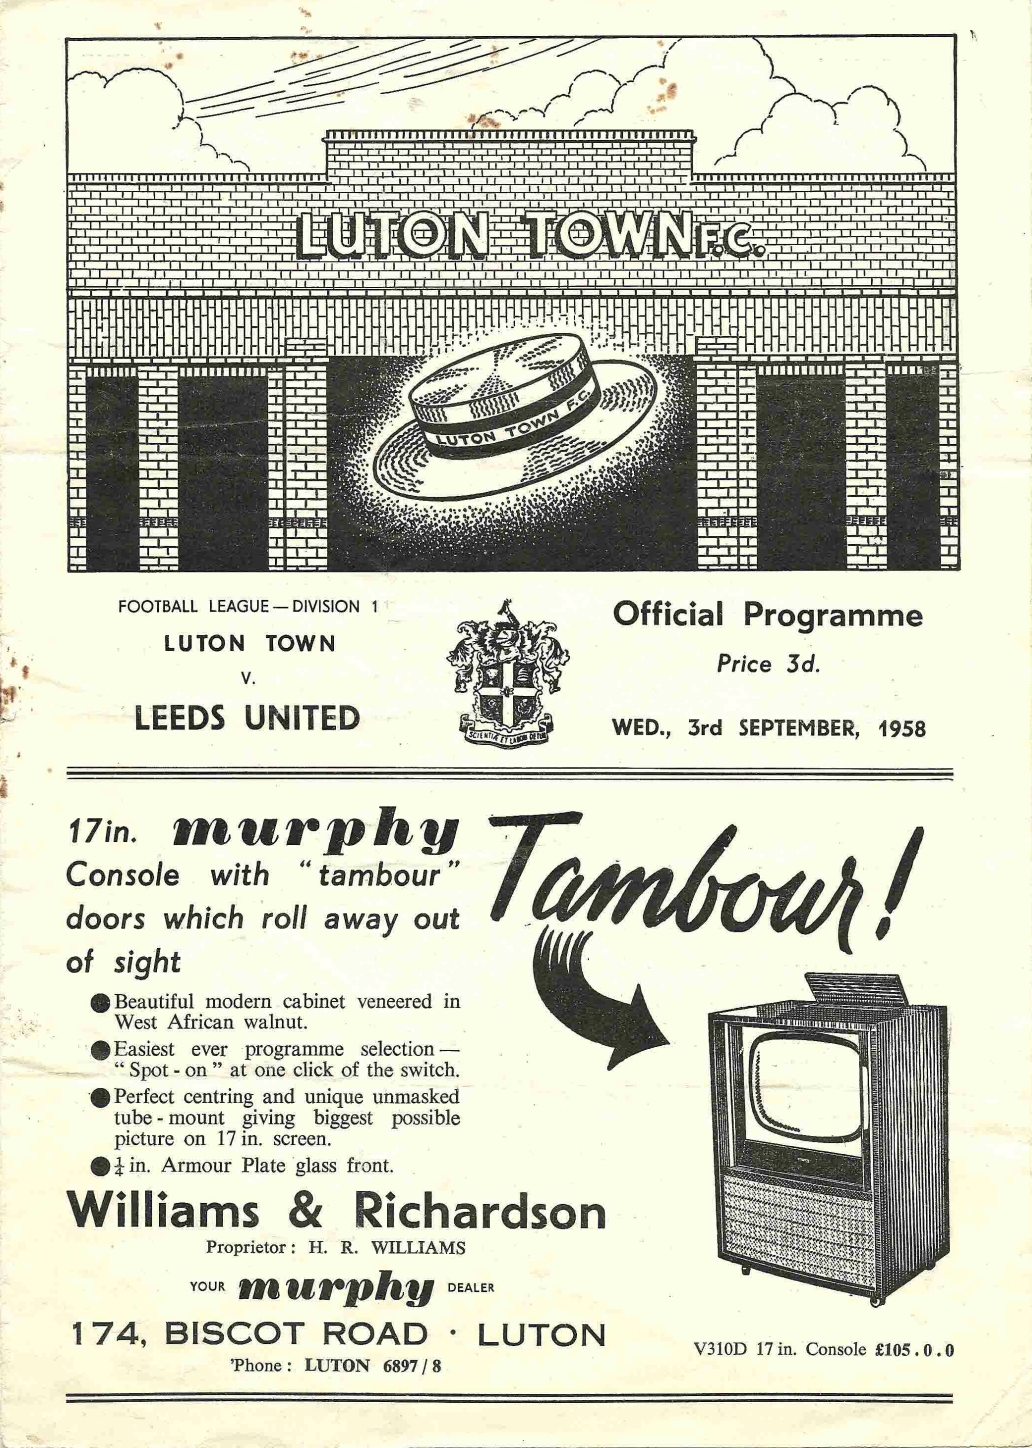 LUTON TOWN F.C.
LUTON TOWN F.C.
FOOTBALL LEAGUE — DIVISION 1
LUTON TOWN
V.
LEEDS UNITED
SCIENTIÆ ET LABORI DETUR
Official Programme
Price 3d.
WED., 3rd SEPTEMBER, 1958
17in. murphy
Console with "tambour"
doors which roll away out
of sight
Tambour!
● Beautiful modern cabinet veneered in
West African walnut.
● Easiest ever programme selection —
"Spot - on" at one click of the switch.
● Perfect centring and unique unmasked
tube - mount giving biggest possible
picture on 17 in. screen.
● ¼ in. Armour Plate glass front.
Williams & Richardson
Proprietor : H. R. WILLIAMS
YOUR murphy DEALER
174, BISCOT ROAD · LUTON
'Phone : LUTON 6897 / 8
V310D 17 in. Console £105.0.0